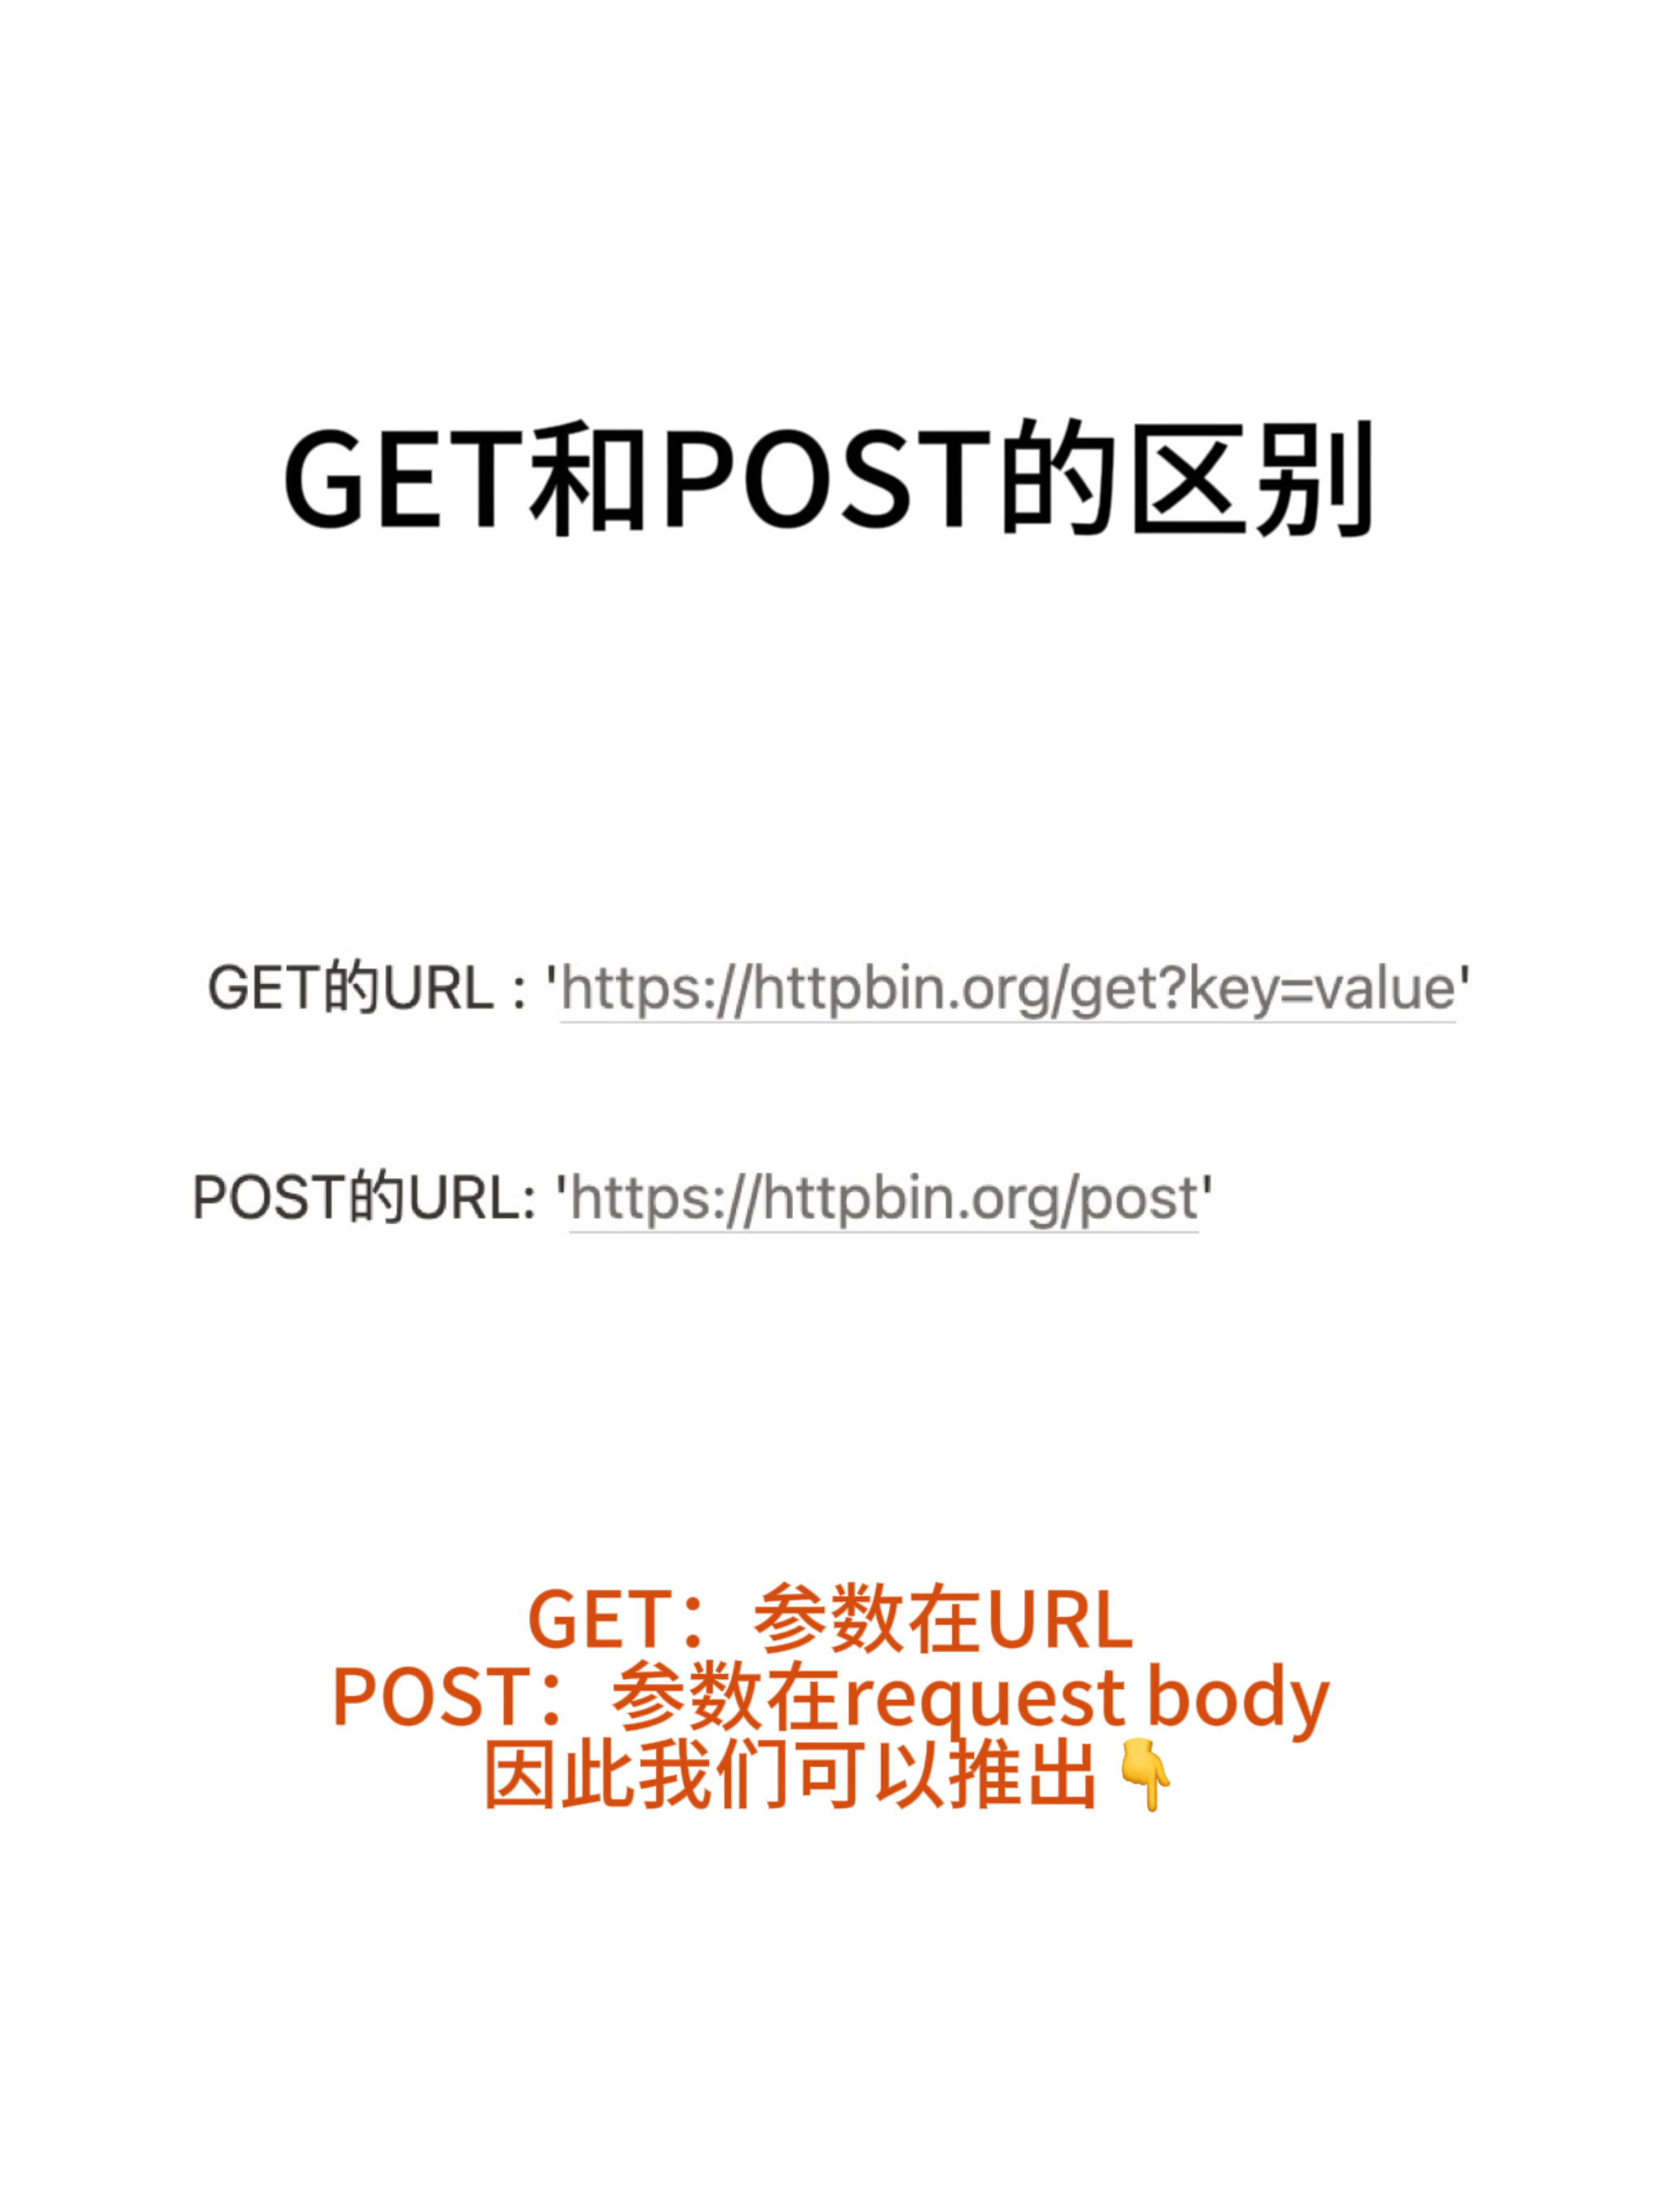 GET和POST的区别
GET的URL : 'https://httpbin.org/get?key=value'
POST的URL: 'https://httpbin.org/post'
GET：参数在URL
POST：参数在request body
因此我们可以推出👇